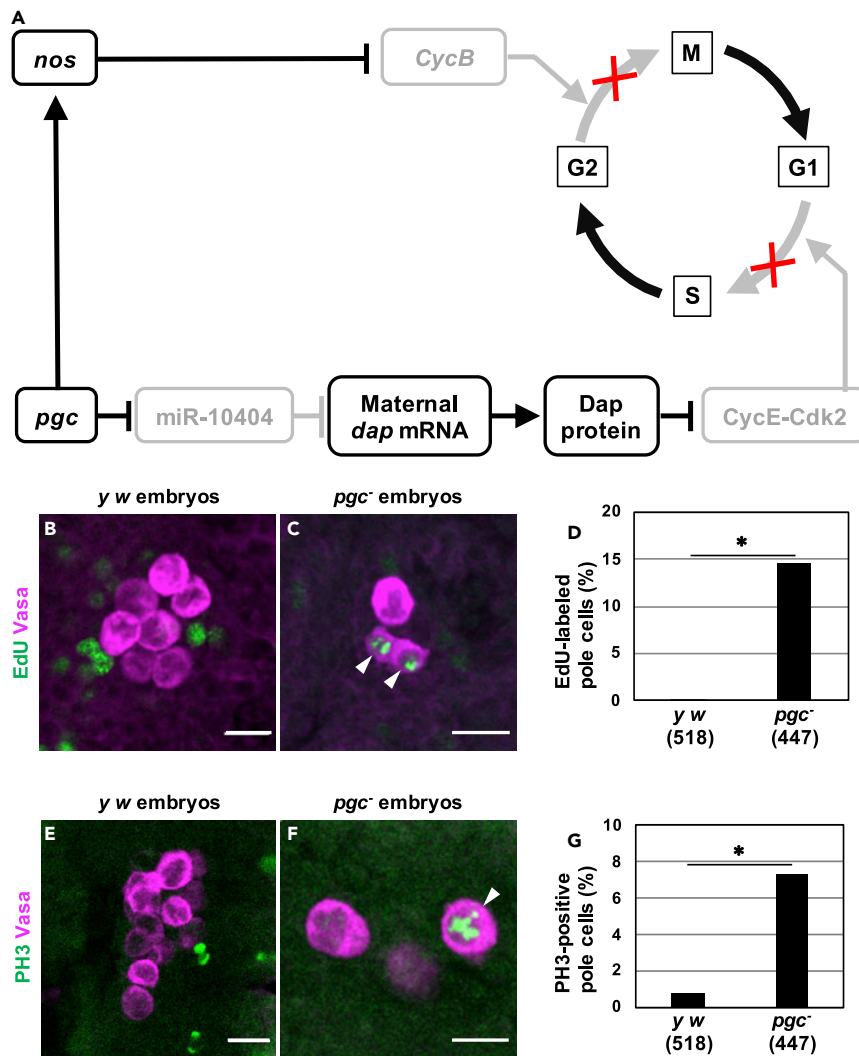 A
nos
CycB
M
G2
G1
S
pgc
miR-10404
Maternal
dap mRNA
Dap
protein
CycE-Cdk2
y w embryos
pgc- embryos
B
C
EdU Vasa
D
EdU-labeled
pole cells (%)
20
15
10
5
0
*
y w
(518)
pgc-
(447)
y w embryos
pgc- embryos
E
F
PH3 Vasa
G
PH3-positive
pole cells (%)
10
8
6
4
2
0
*
y w
(518)
pgc-
(447)